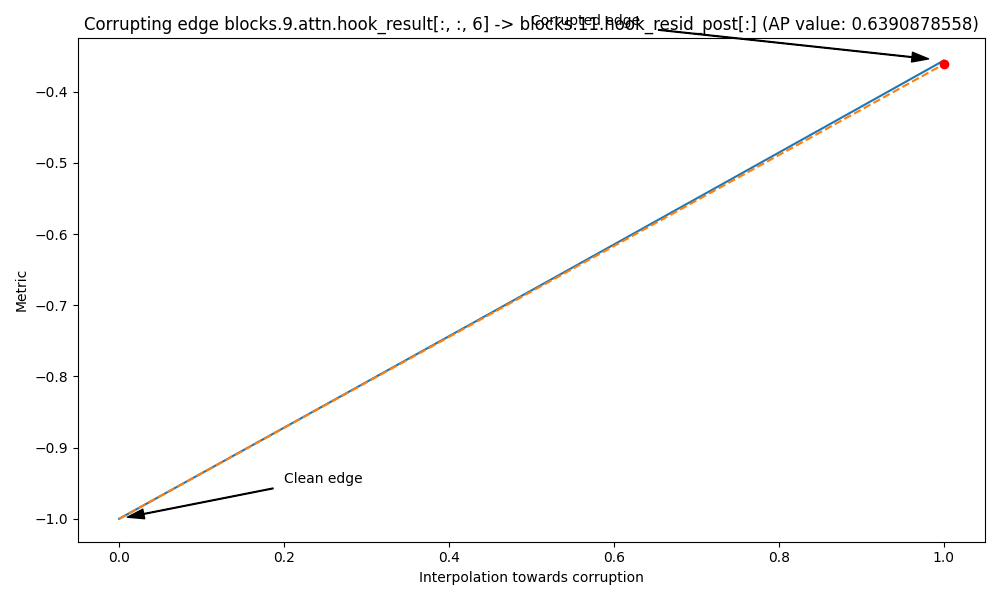 Corrupted edge
Corrupting edge blocks.9.attn.hook_result[:, :, 6] -> blocks.11.hook_resid_post[:] (AP value: 0.6390878558)
−0.4
−0.5
−0.6
−0.7
−0.8
−0.9
−1.0
Metric
Clean edge
0.0
0.2
0.4
0.6
0.8
1.0
Interpolation towards corruption